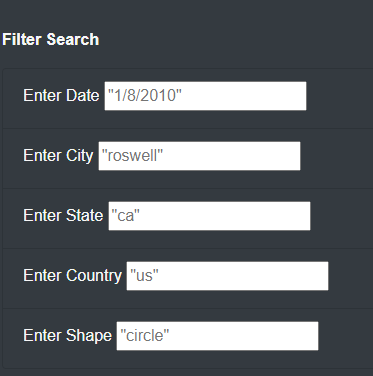 Filter Search
Enter Date "1/8/2010"
Enter City "roswell"
Enter State "ca"
Enter Country "us"
Enter Shape "circle"